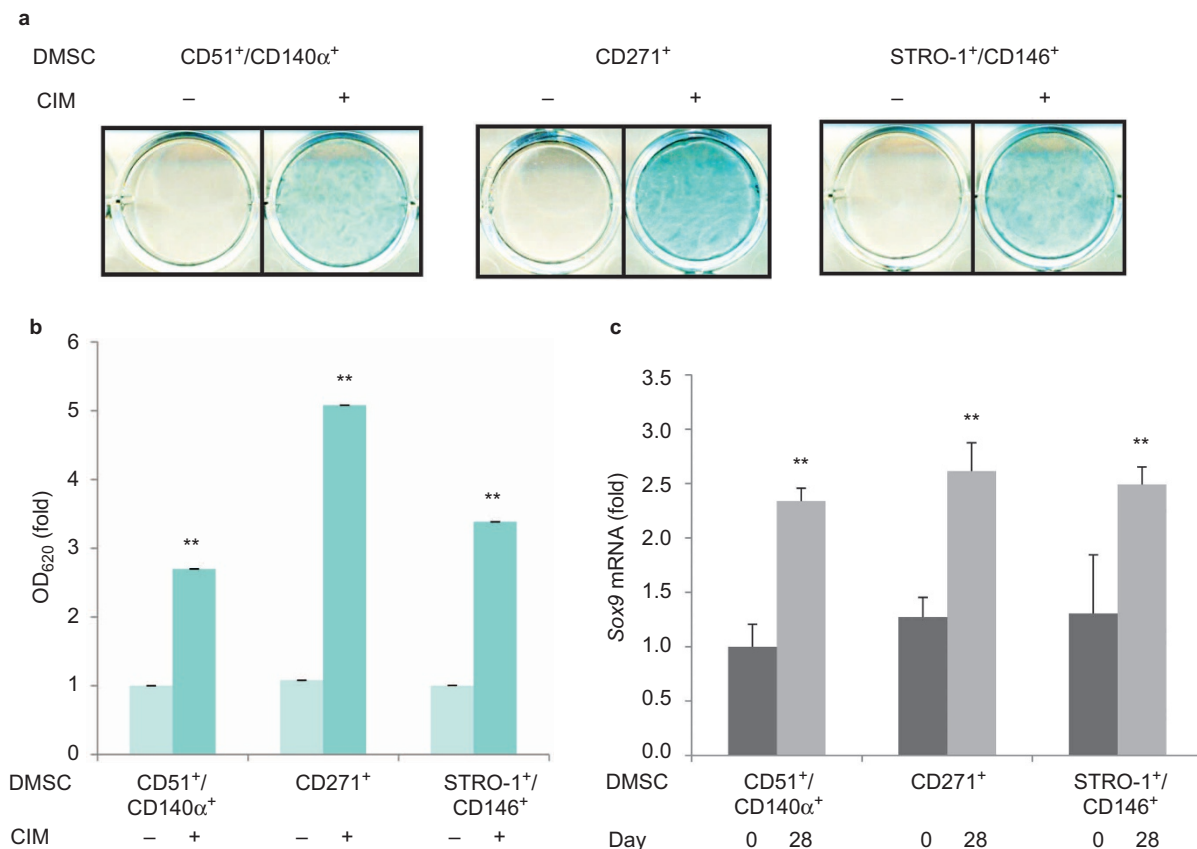 a
DMSC CD51⁺/CD140α⁺ CD271⁺ STRO-1⁺/CD146⁺
CIM – + – + – +
b
6
5
4
3
2
1
0
OD₆₂₀ (fold)
**
**
**
DMSC CD51⁺/ CD271⁺ STRO-1⁺/
CD140α⁺ CD146⁺
CIM – + – + – +
c
3.5
3.0
2.5
2.0
1.5
1.0
0.5
0.0
Sox9 mRNA (fold)
**
**
**
DMSC CD51⁺/ CD271⁺ STRO-1⁺/
CD140α⁺ CD146⁺
Day 0 28 0 28 0 28